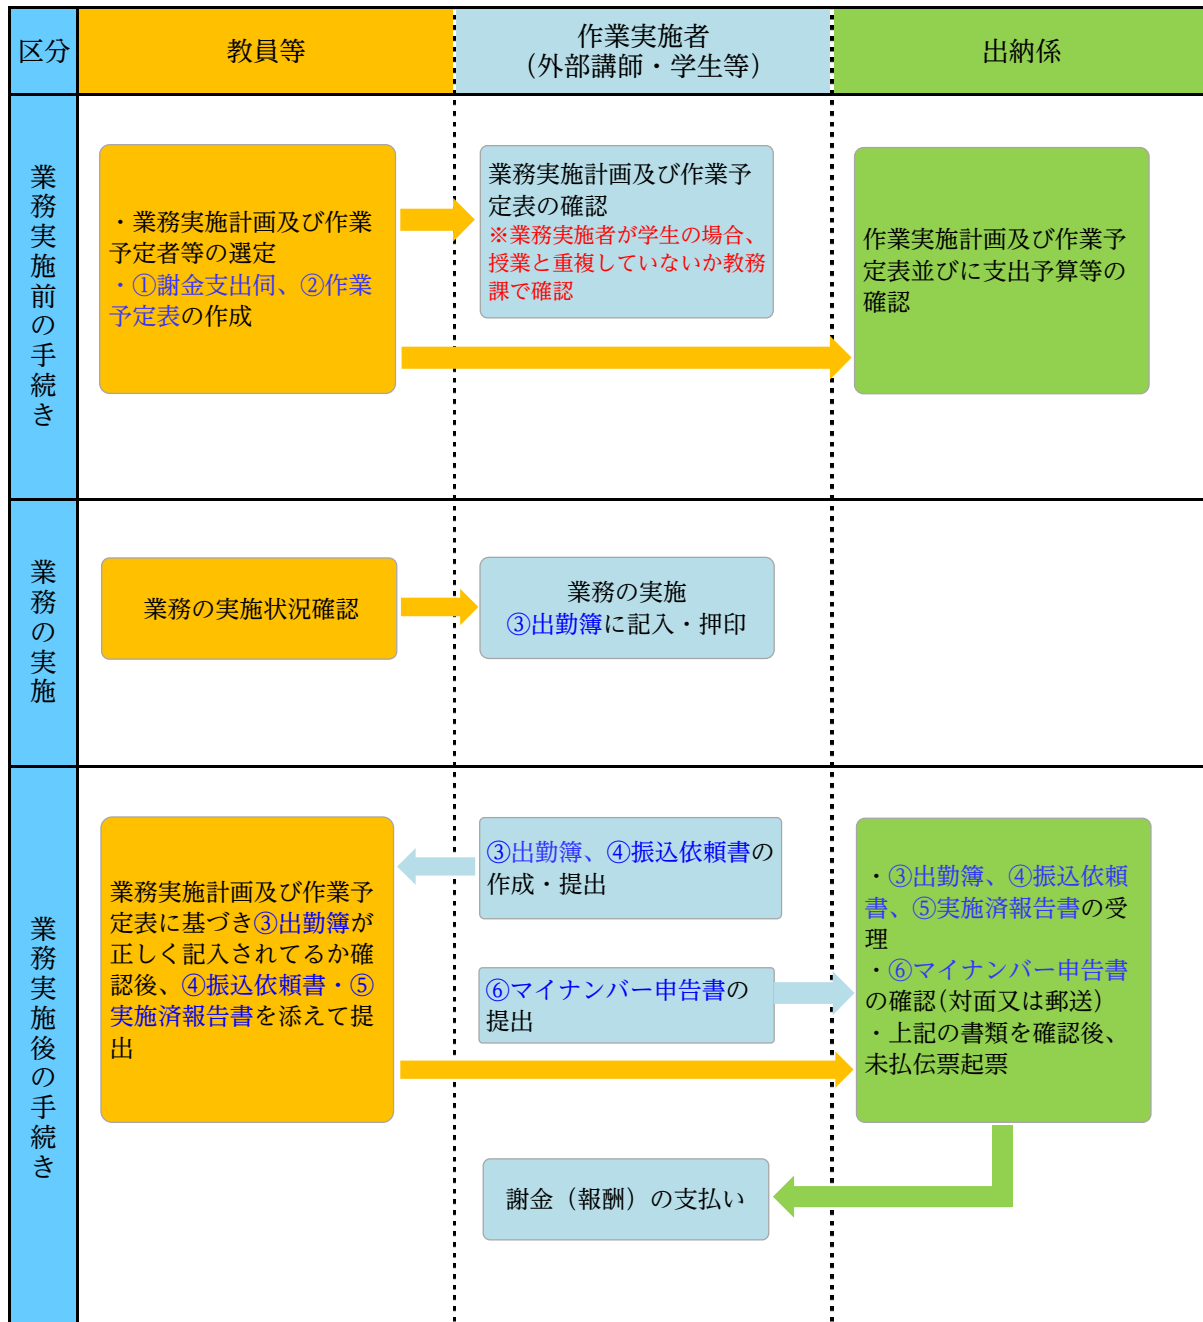 区分
教員等
作業実施者
（外部講師・学生等）
出納係
業務実施前の手続き
・業務実施計画及び作業
予定者等の選定
・①謝金支出伺、②作業
予定表の作成
業務実施計画及び作業予
定表の確認
※業務実施者が学生の場合、
授業と重複していないか教務
課で確認
作業実施計画及び作業予
定表並びに支出予算等の
確認
業務の実施
業務の実施状況確認
業務の実施
③出勤簿に記入・押印
業務実施後の手続き
業務実施計画及び作業予
定表に基づき③出勤簿が
正しく記入されてるか確
認後、④振込依頼書・⑤
実施済報告書を添えて提
出
③出勤簿、④振込依頼書の
作成・提出
⑥マイナンバー申告書の
提出
・③出勤簿、④振込依頼
書、⑤実施済報告書の受
理
・⑥マイナンバー申告書
の確認(対面又は郵送)
・上記の書類を確認後、
未払伝票起票
謝金（報酬）の支払い